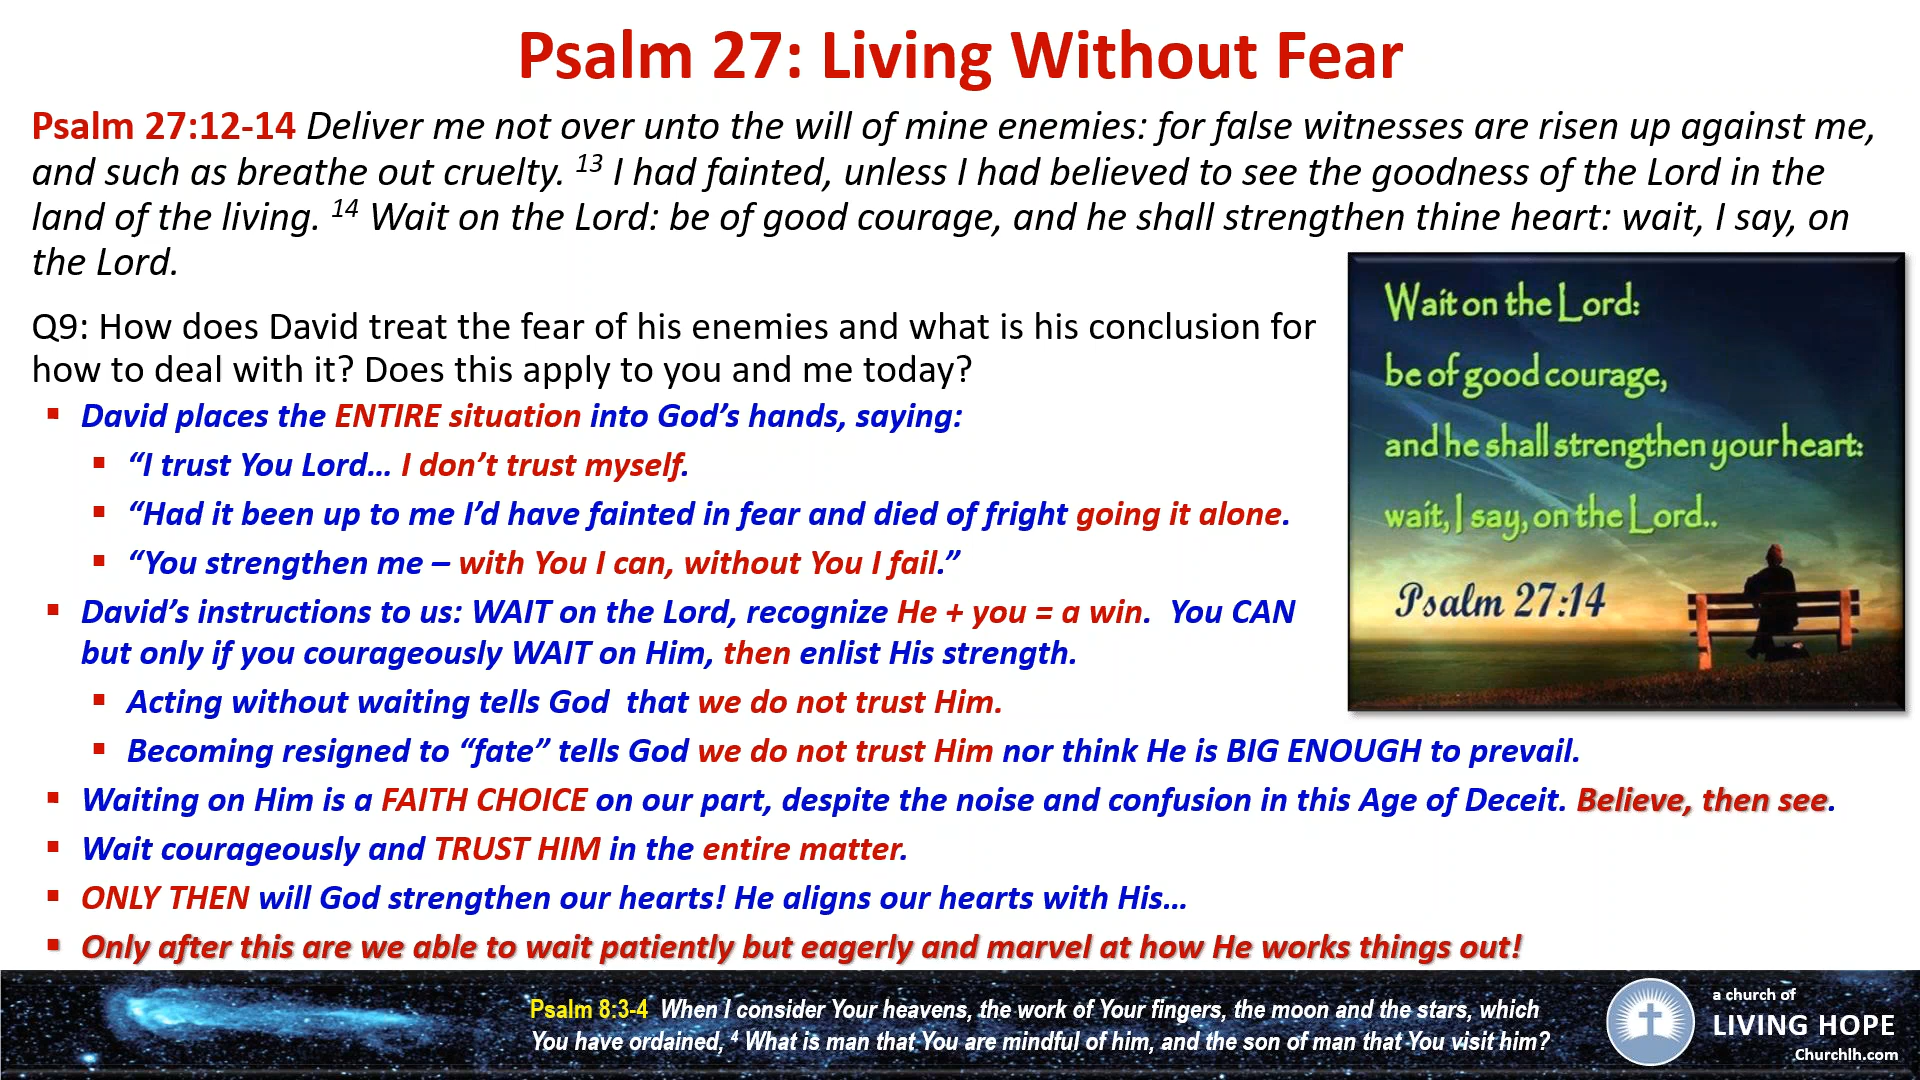 Psalm 27: Living Without Fear
Psalm 27:12-14 Deliver me not over unto the will of mine enemies: for false witnesses are risen up against me,
and such as breathe out cruelty. 13 I had fainted, unless I had believed to see the goodness of the Lord in the
land of the living. 14 Wait on the Lord: be of good courage, and he shall strengthen thine heart: wait, I say, on
the Lord.
Q9: How does David treat the fear of his enemies and what is his conclusion for
how to deal with it? Does this apply to you and me today?
▪ David places the ENTIRE situation into God’s hands, saying:
▪ “I trust You Lord… I don’t trust myself.
▪ “Had it been up to me I’d have fainted in fear and died of fright going it alone.
▪ “You strengthen me – with You I can, without You I fail.”
▪ David’s instructions to us: WAIT on the Lord, recognize He + you = a win.  You CAN
but only if you courageously WAIT on Him, then enlist His strength.
▪ Acting without waiting tells God  that we do not trust Him.
▪ Becoming resigned to “fate” tells God we do not trust Him nor think He is BIG ENOUGH to prevail.
▪ Waiting on Him is a FAITH CHOICE on our part, despite the noise and confusion in this Age of Deceit. Believe, then see.
▪ Wait courageously and TRUST HIM in the entire matter.
▪ ONLY THEN will God strengthen our hearts! He aligns our hearts with His…
▪ Only after this are we able to wait patiently but eagerly and marvel at how He works things out!
Wait on the Lord:
be of good courage,
and he shall strengthen your heart:
wait, I say, on the Lord..
Psalm 27:14
Psalm 8:3-4  When I consider Your heavens, the work of Your fingers, the moon and the stars, which
You have ordained, 4 What is man that You are mindful of him, and the son of man that You visit him?
a church of
LIVING HOPE
Churchlh.com